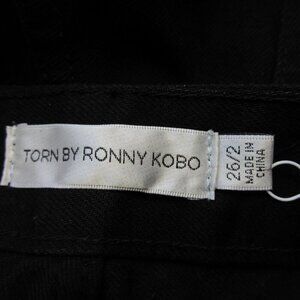 TORN BY RONNY KOBO
26/2
MADE IN
CHINA